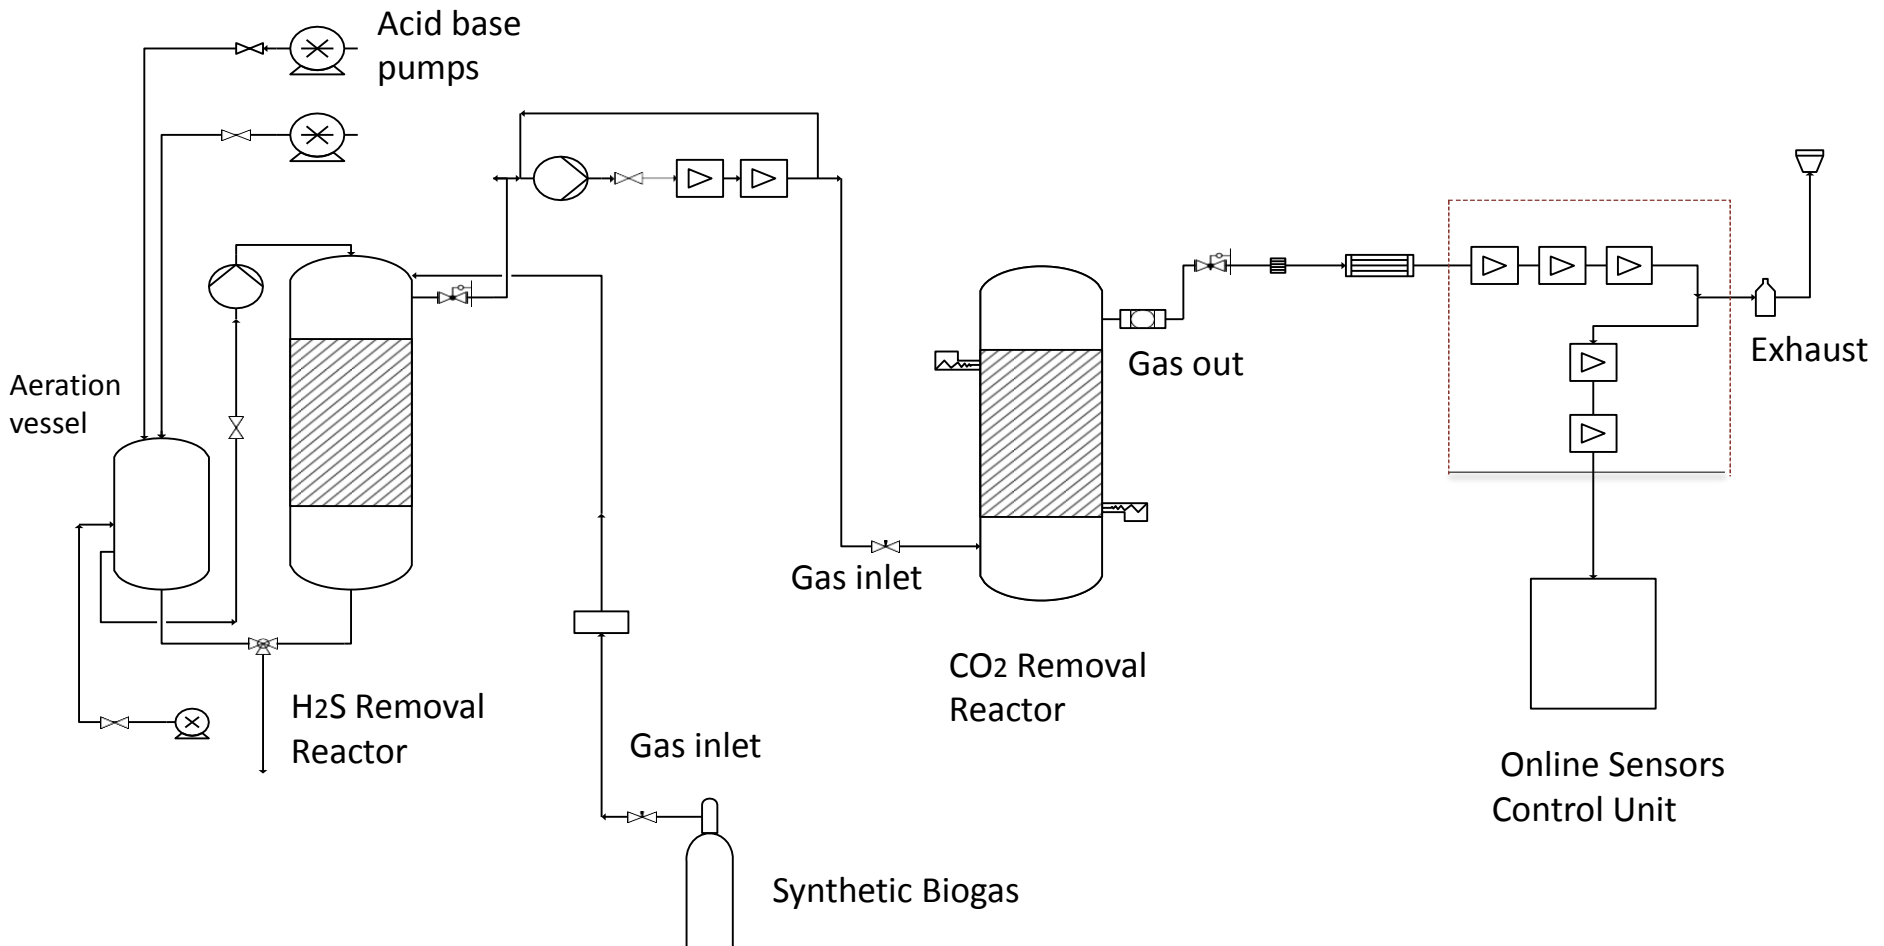 Acid base
pumps
Aeration
vessel
Gas out
Exhaust
Gas inlet
CO2 Removal
Reactor
H2S Removal
Reactor
Gas inlet
Online Sensors
Control Unit
Synthetic Biogas